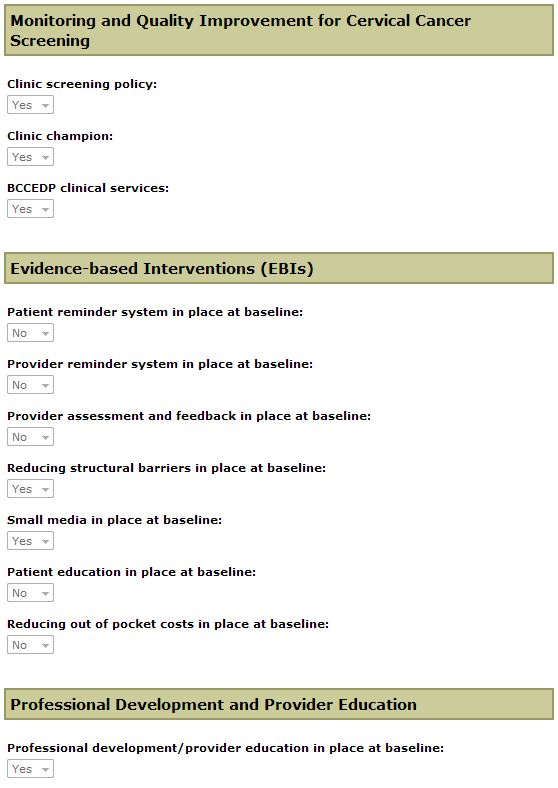 Monitoring and Quality Improvement for Cervical Cancer
Screening
Clinic screening policy:
Yes
Clinic champion:
Yes
BCCEDP clinical services:
Yes
Evidence-based Interventions (EBIs)
Patient reminder system in place at baseline:
No
Provider reminder system in place at baseline:
No
Provider assessment and feedback in place at baseline:
No
Reducing structural barriers in place at baseline:
Yes
Small media in place at baseline:
Yes
Patient education in place at baseline:
No
Reducing out of pocket costs in place at baseline:
No
Professional Development and Provider Education
Professional development/provider education in place at baseline:
Yes